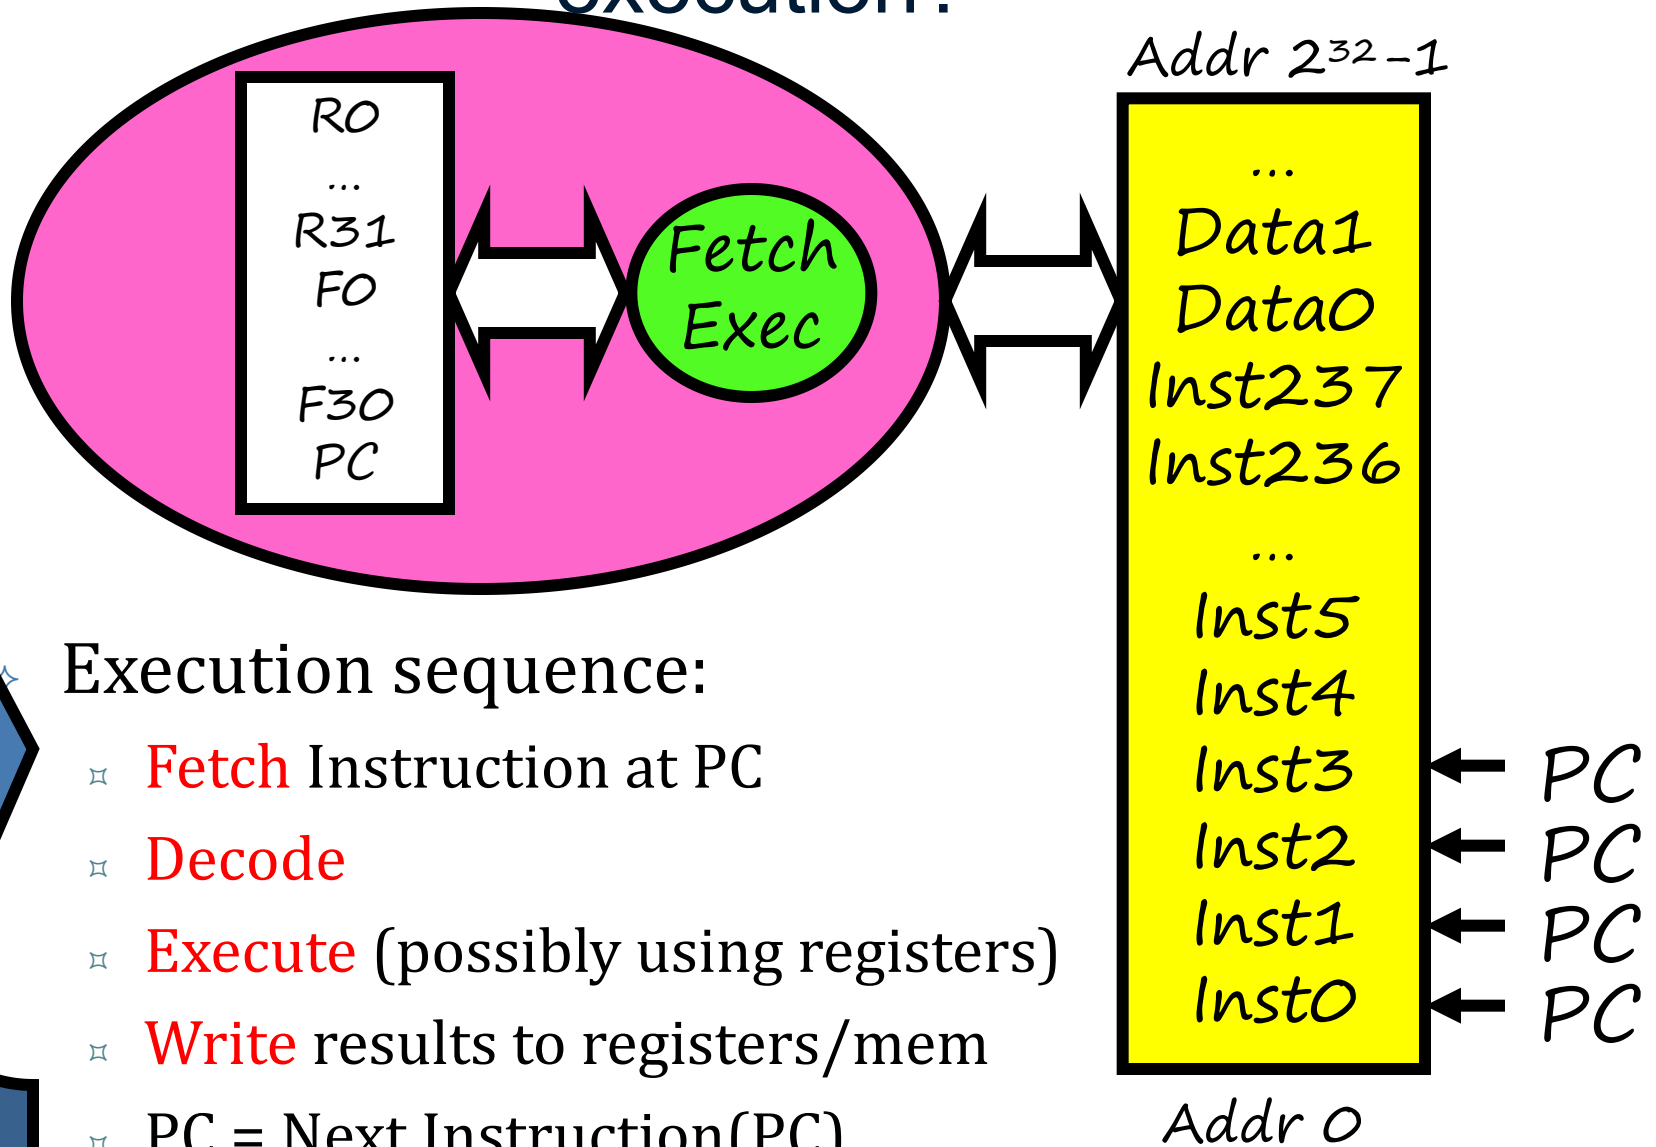 execution?
R0
...
R31
F0
...
F30
PC
Fetch
Exec
Addr 2³²-1
...
Data1
Data0
Inst237
Inst236
...
Inst5
Inst4
Inst3
Inst2
Inst1
Inst0
Addr 0
PC
PC
PC
PC
Execution sequence:
Fetch Instruction at PC
Decode
Execute (possibly using registers)
Write results to registers/mem
PC = Next Instruction(PC)